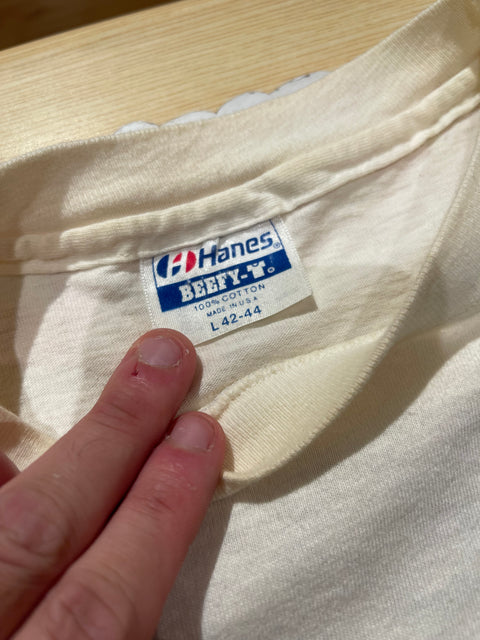 Hanes®
BEEFY-T®
100% COTTON
MADE IN U.S.A
L 42-44